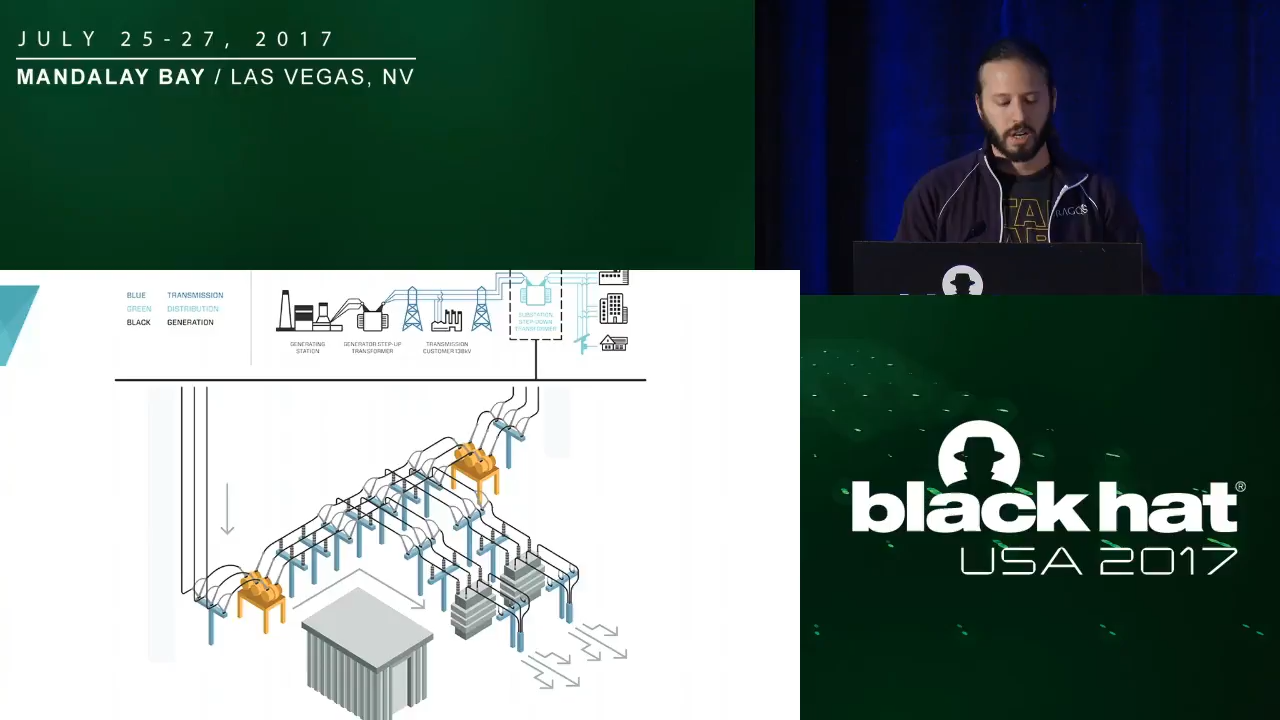 JULY 25-27, 2017
MANDALAY BAY / LAS VEGAS, NV
BLUE TRANSMISSION
GREEN DISTRIBUTION
BLACK GENERATION
GENERATING
STATION
GENERATOR STEP-UP
TRANSFORMER
TRANSMISSION
CUSTOMER 138kV
SUBSTATION
STEP-DOWN
TRANSFORMER
black hat®
USA 2017